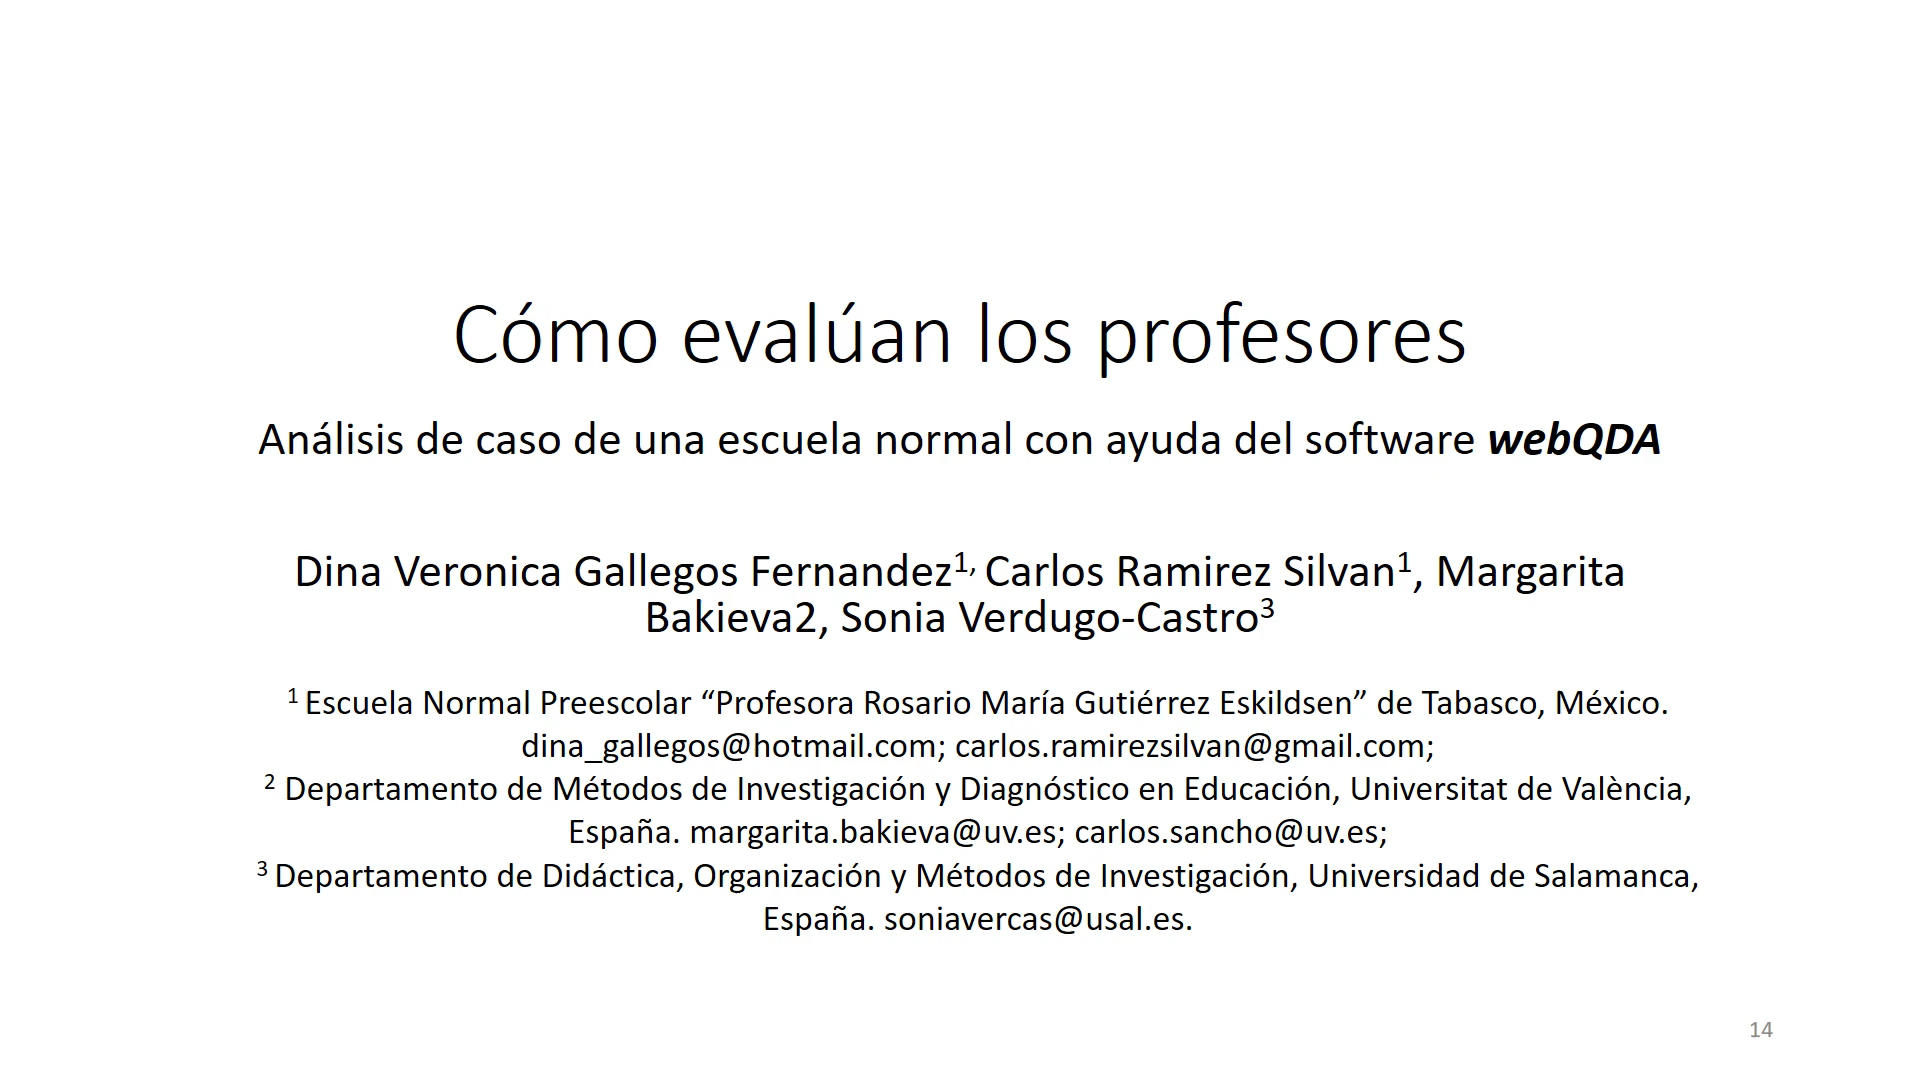 Cómo evalúan los profesores
Análisis de caso de una escuela normal con ayuda del software webQDA
Dina Veronica Gallegos Fernandez¹, Carlos Ramirez Silvan¹, Margarita
Bakieva2, Sonia Verdugo-Castro³
¹ Escuela Normal Preescolar “Profesora Rosario María Gutiérrez Eskildsen” de Tabasco, México.
dina_gallegos@hotmail.com; carlos.ramirezsilvan@gmail.com;
² Departamento de Métodos de Investigación y Diagnóstico en Educación, Universitat de València,
España. margarita.bakieva@uv.es; carlos.sancho@uv.es;
³ Departamento de Didáctica, Organización y Métodos de Investigación, Universidad de Salamanca,
España. soniavercas@usal.es.
14